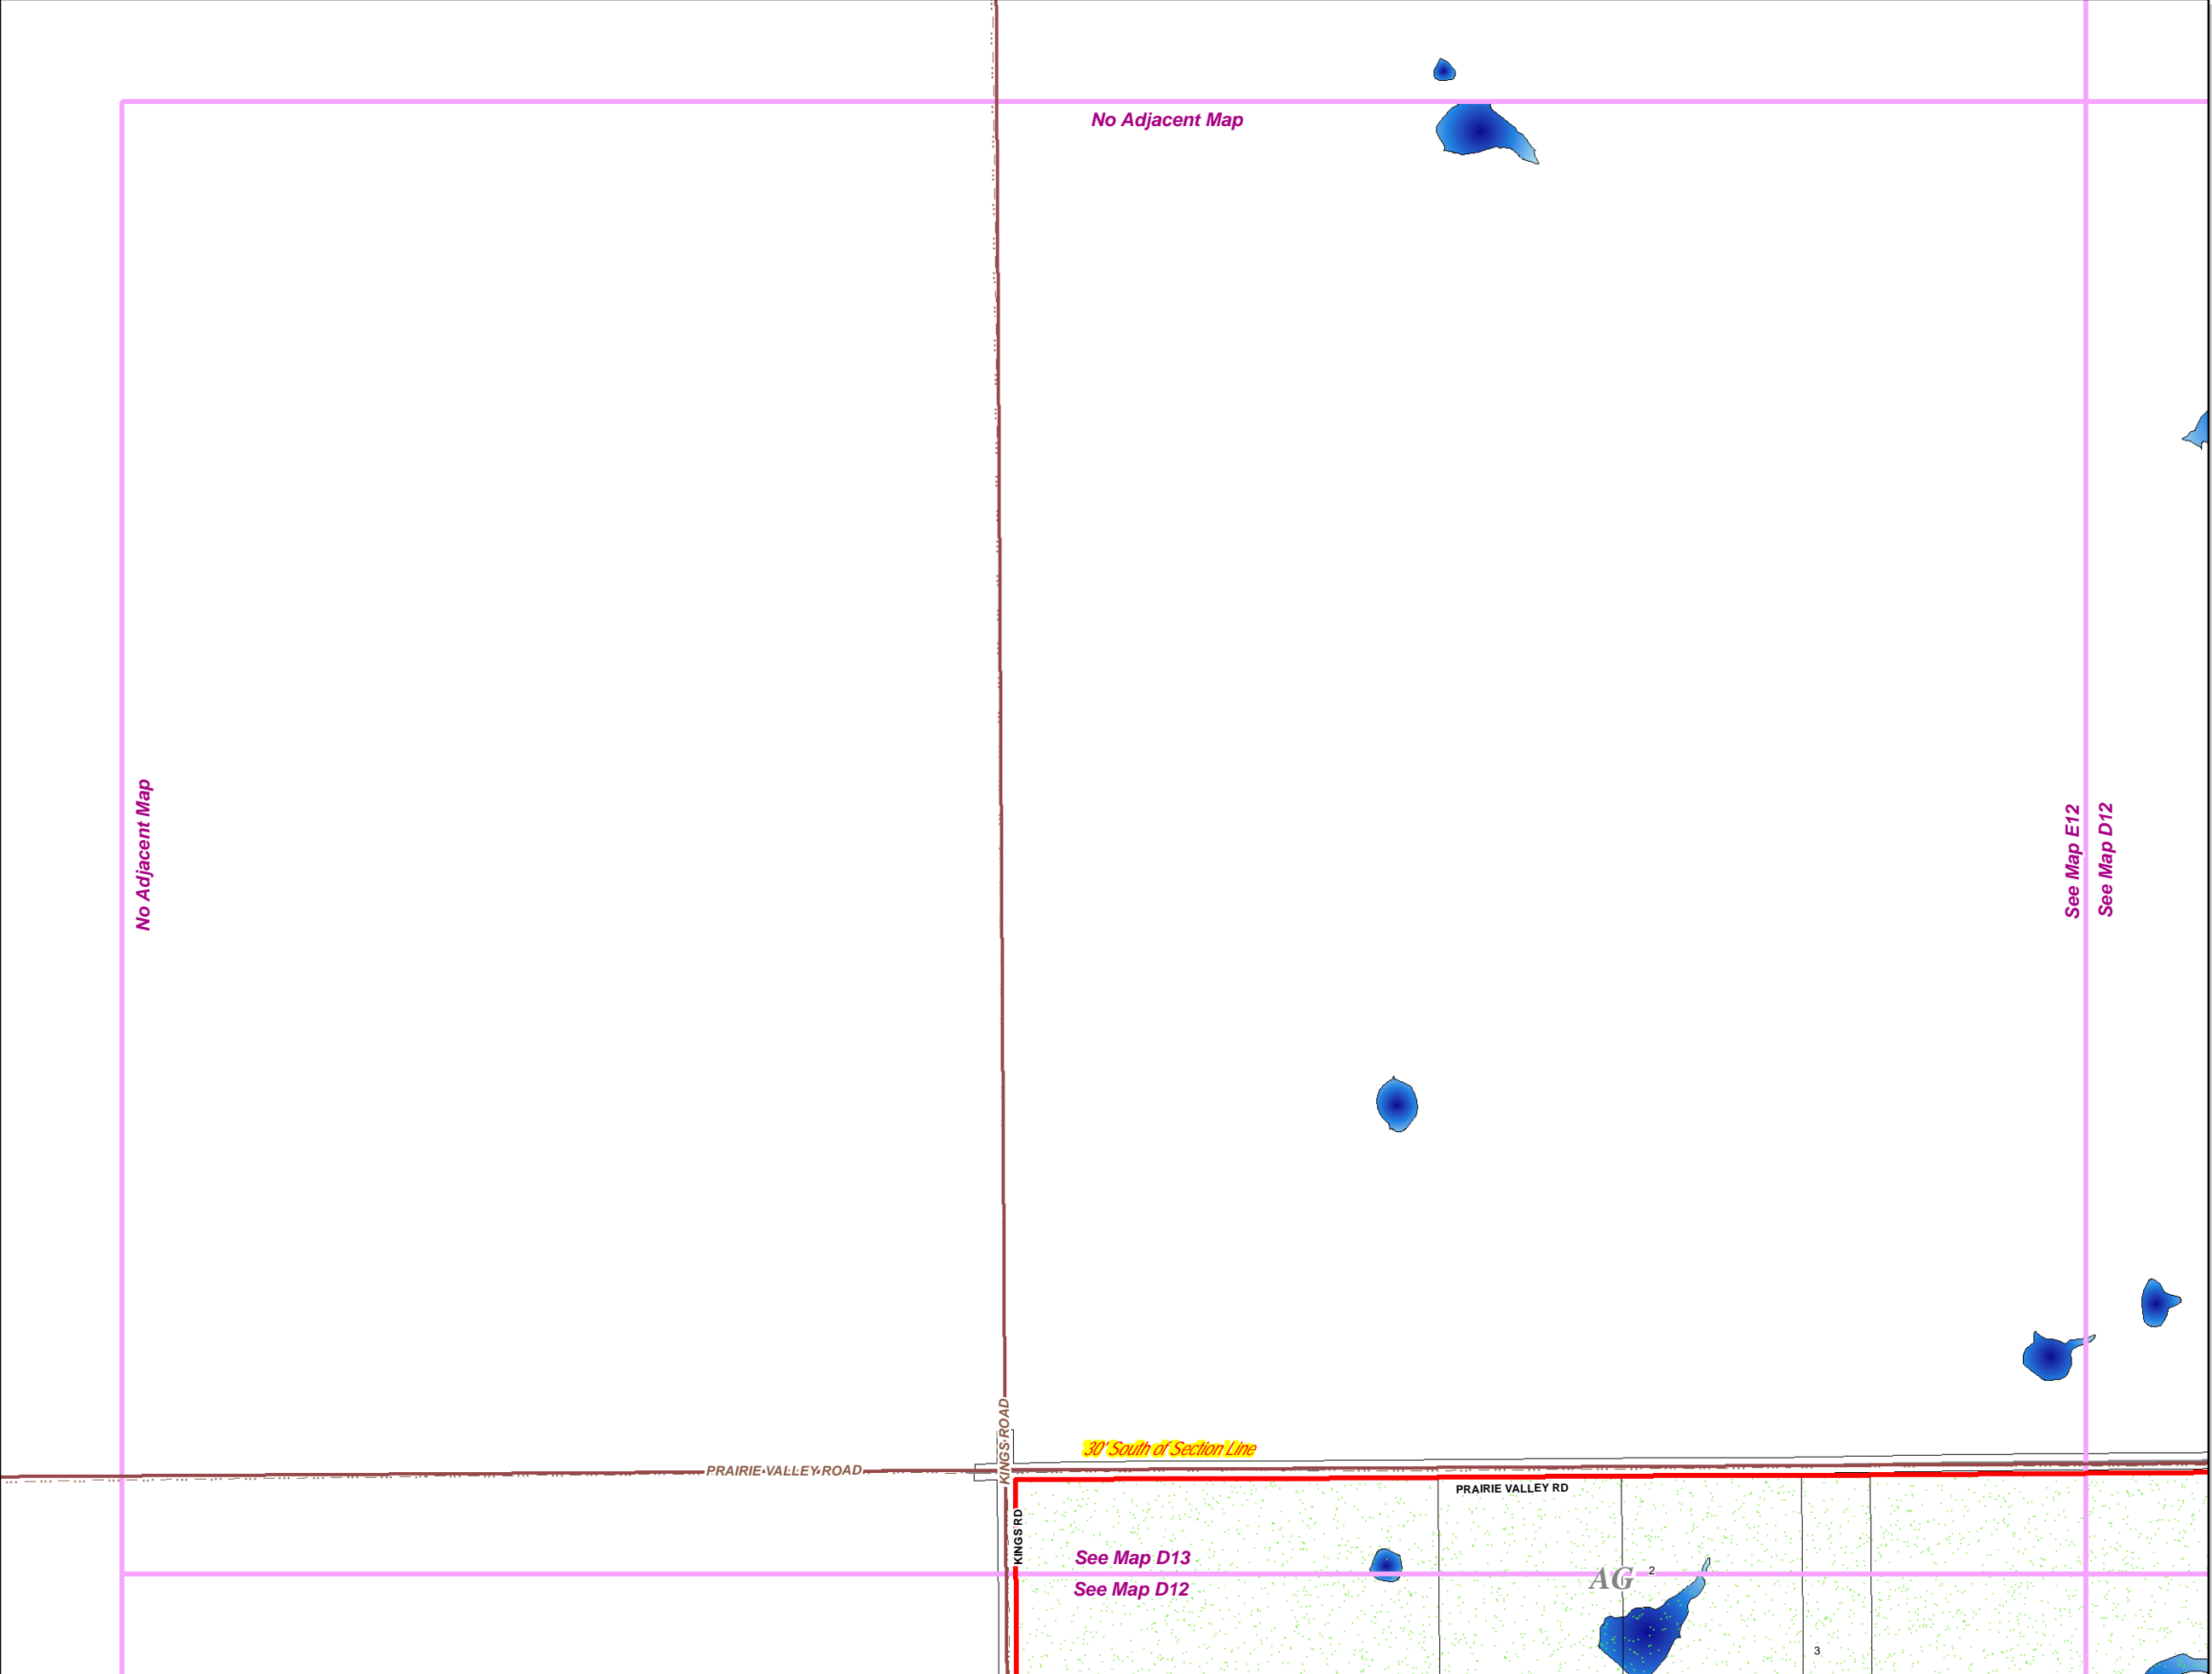 No Adjacent Map
No Adjacent Map
See Map E12
See Map D12
KINGS ROAD
30' South of Section Line
PRAIRIE VALLEY ROAD
PRAIRIE VALLEY RD
KINGS RD
See Map D13
See Map D12
AG
2
3